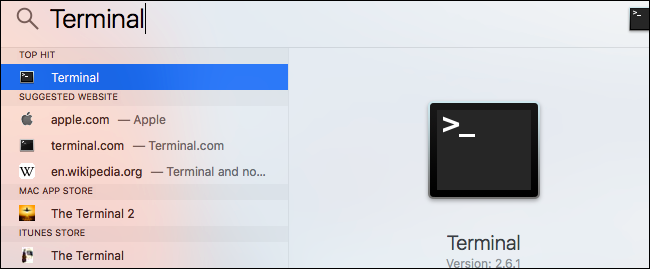 Terminal
TOP HIT
Terminal
SUGGESTED WEBSITE
apple.com — Apple
terminal.com — Terminal.com
en.wikipedia.org — Terminal and no...
MAC APP STORE
The Terminal 2
ITUNES STORE
The Terminal
>_
Terminal
Version: 2.6.1